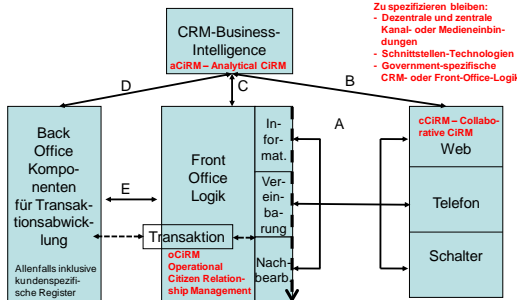 Zu spezifizieren bleiben:
- Dezentrale und zentrale
Kanal- oder Medieneinbin-
dungen
- Schnittstellen-Technologien
- Government-spezifische
CRM- oder Front-Office-Logik
CRM-Business-
Intelligence
aCiRM – Analytical CiRM
D
C
B
A
E
Back
Office
Kompo-
nenten
für Transak-
tionsabwick-
lung
Allenfalls inklusive
kundenspezifi-
sche Register
Front
Office
Logik
Transaktion
oCiRM
Operational
Citizen Relation-
ship Management
In-
for-
mat.
Ver-
ein-
ba-
rung
Nach-
bearb.
cCiRM – Collabo-
rative CiRM
Web
Telefon
Schalter